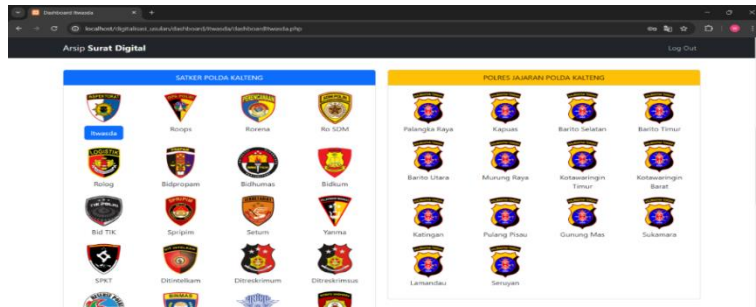 Dashboard Itwasda
localhost/digitalisasi_usulan/dashboard/itwasda/dashboardItwasda.php
Arsip Surat Digital
Log Out
SATKER POLDA KALTENG
Itwasda
Roops
Rorena
Ro SDM
Rolog
Bidpropam
Bidhumas
Bidkum
Bid TIK
Spripim
Setum
Yanma
SPKT
Ditintelkam
Ditreskrimum
Ditreskrimsus
POLRES JAJARAN POLDA KALTENG
Palangka Raya
Kapuas
Barito Selatan
Barito Timur
Barito Utara
Murung Raya
Kotawaringin
Timur
Kotawaringin
Barat
Katingan
Pulang Pisau
Gunung Mas
Sukamara
Lamandau
Seruyan